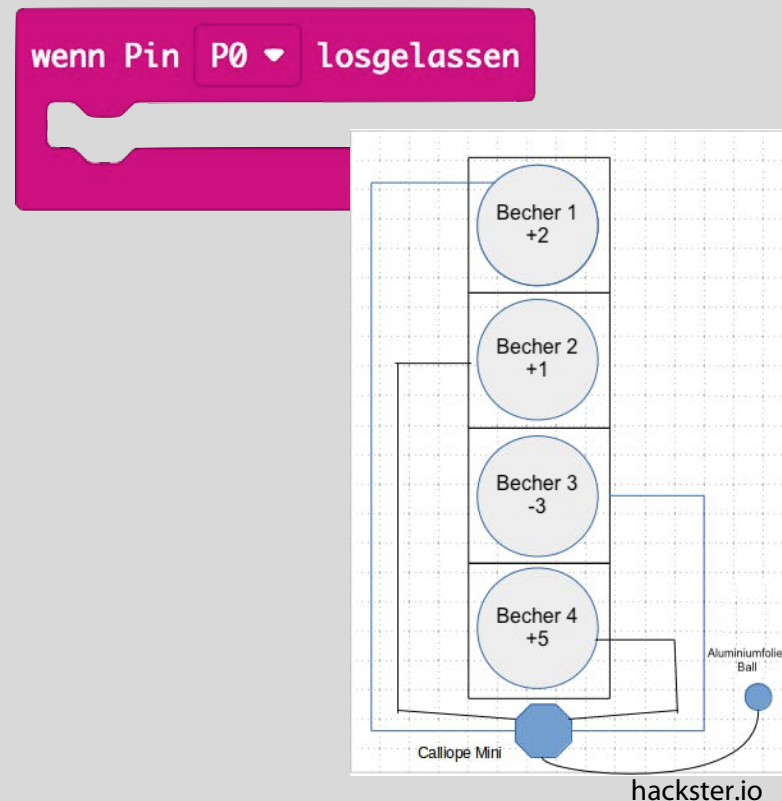 wenn Pin P0 losgelassen
Becher 1
+2
Becher 2
+1
Becher 3
-3
Becher 4
+5
Aluminiumfolie
Ball
Calliope Mini
hackster.io